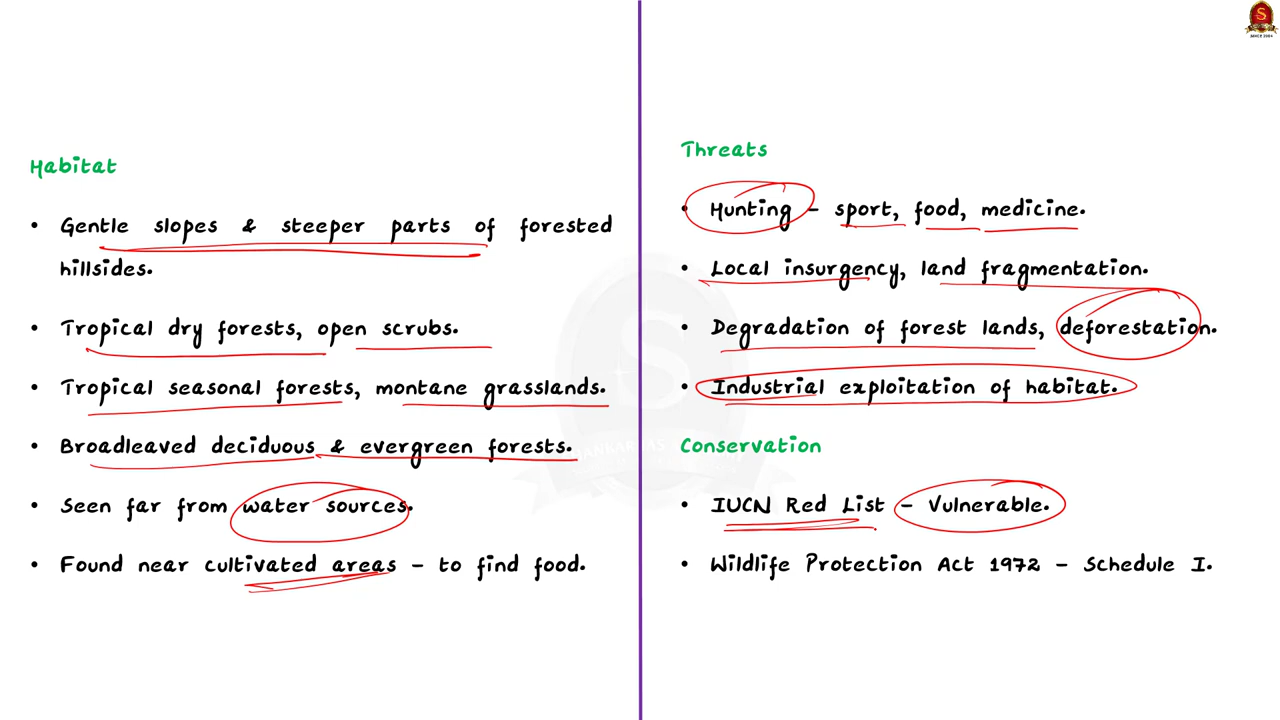 Habitat
• Gentle slopes & steeper parts of forested
hillsides.
• Tropical dry forests, open scrubs.
• Tropical seasonal forests, montane grasslands.
• Broadleaved deciduous & evergreen forests.
• Seen far from water sources.
• Found near cultivated areas – to find food.
Threats
• Hunting – sport, food, medicine.
• Local insurgency, land fragmentation.
• Degradation of forest lands, deforestation.
• Industrial exploitation of habitat.
Conservation
• IUCN Red List – Vulnerable.
• Wildlife Protection Act 1972 – Schedule I.
S
SINCE 2004